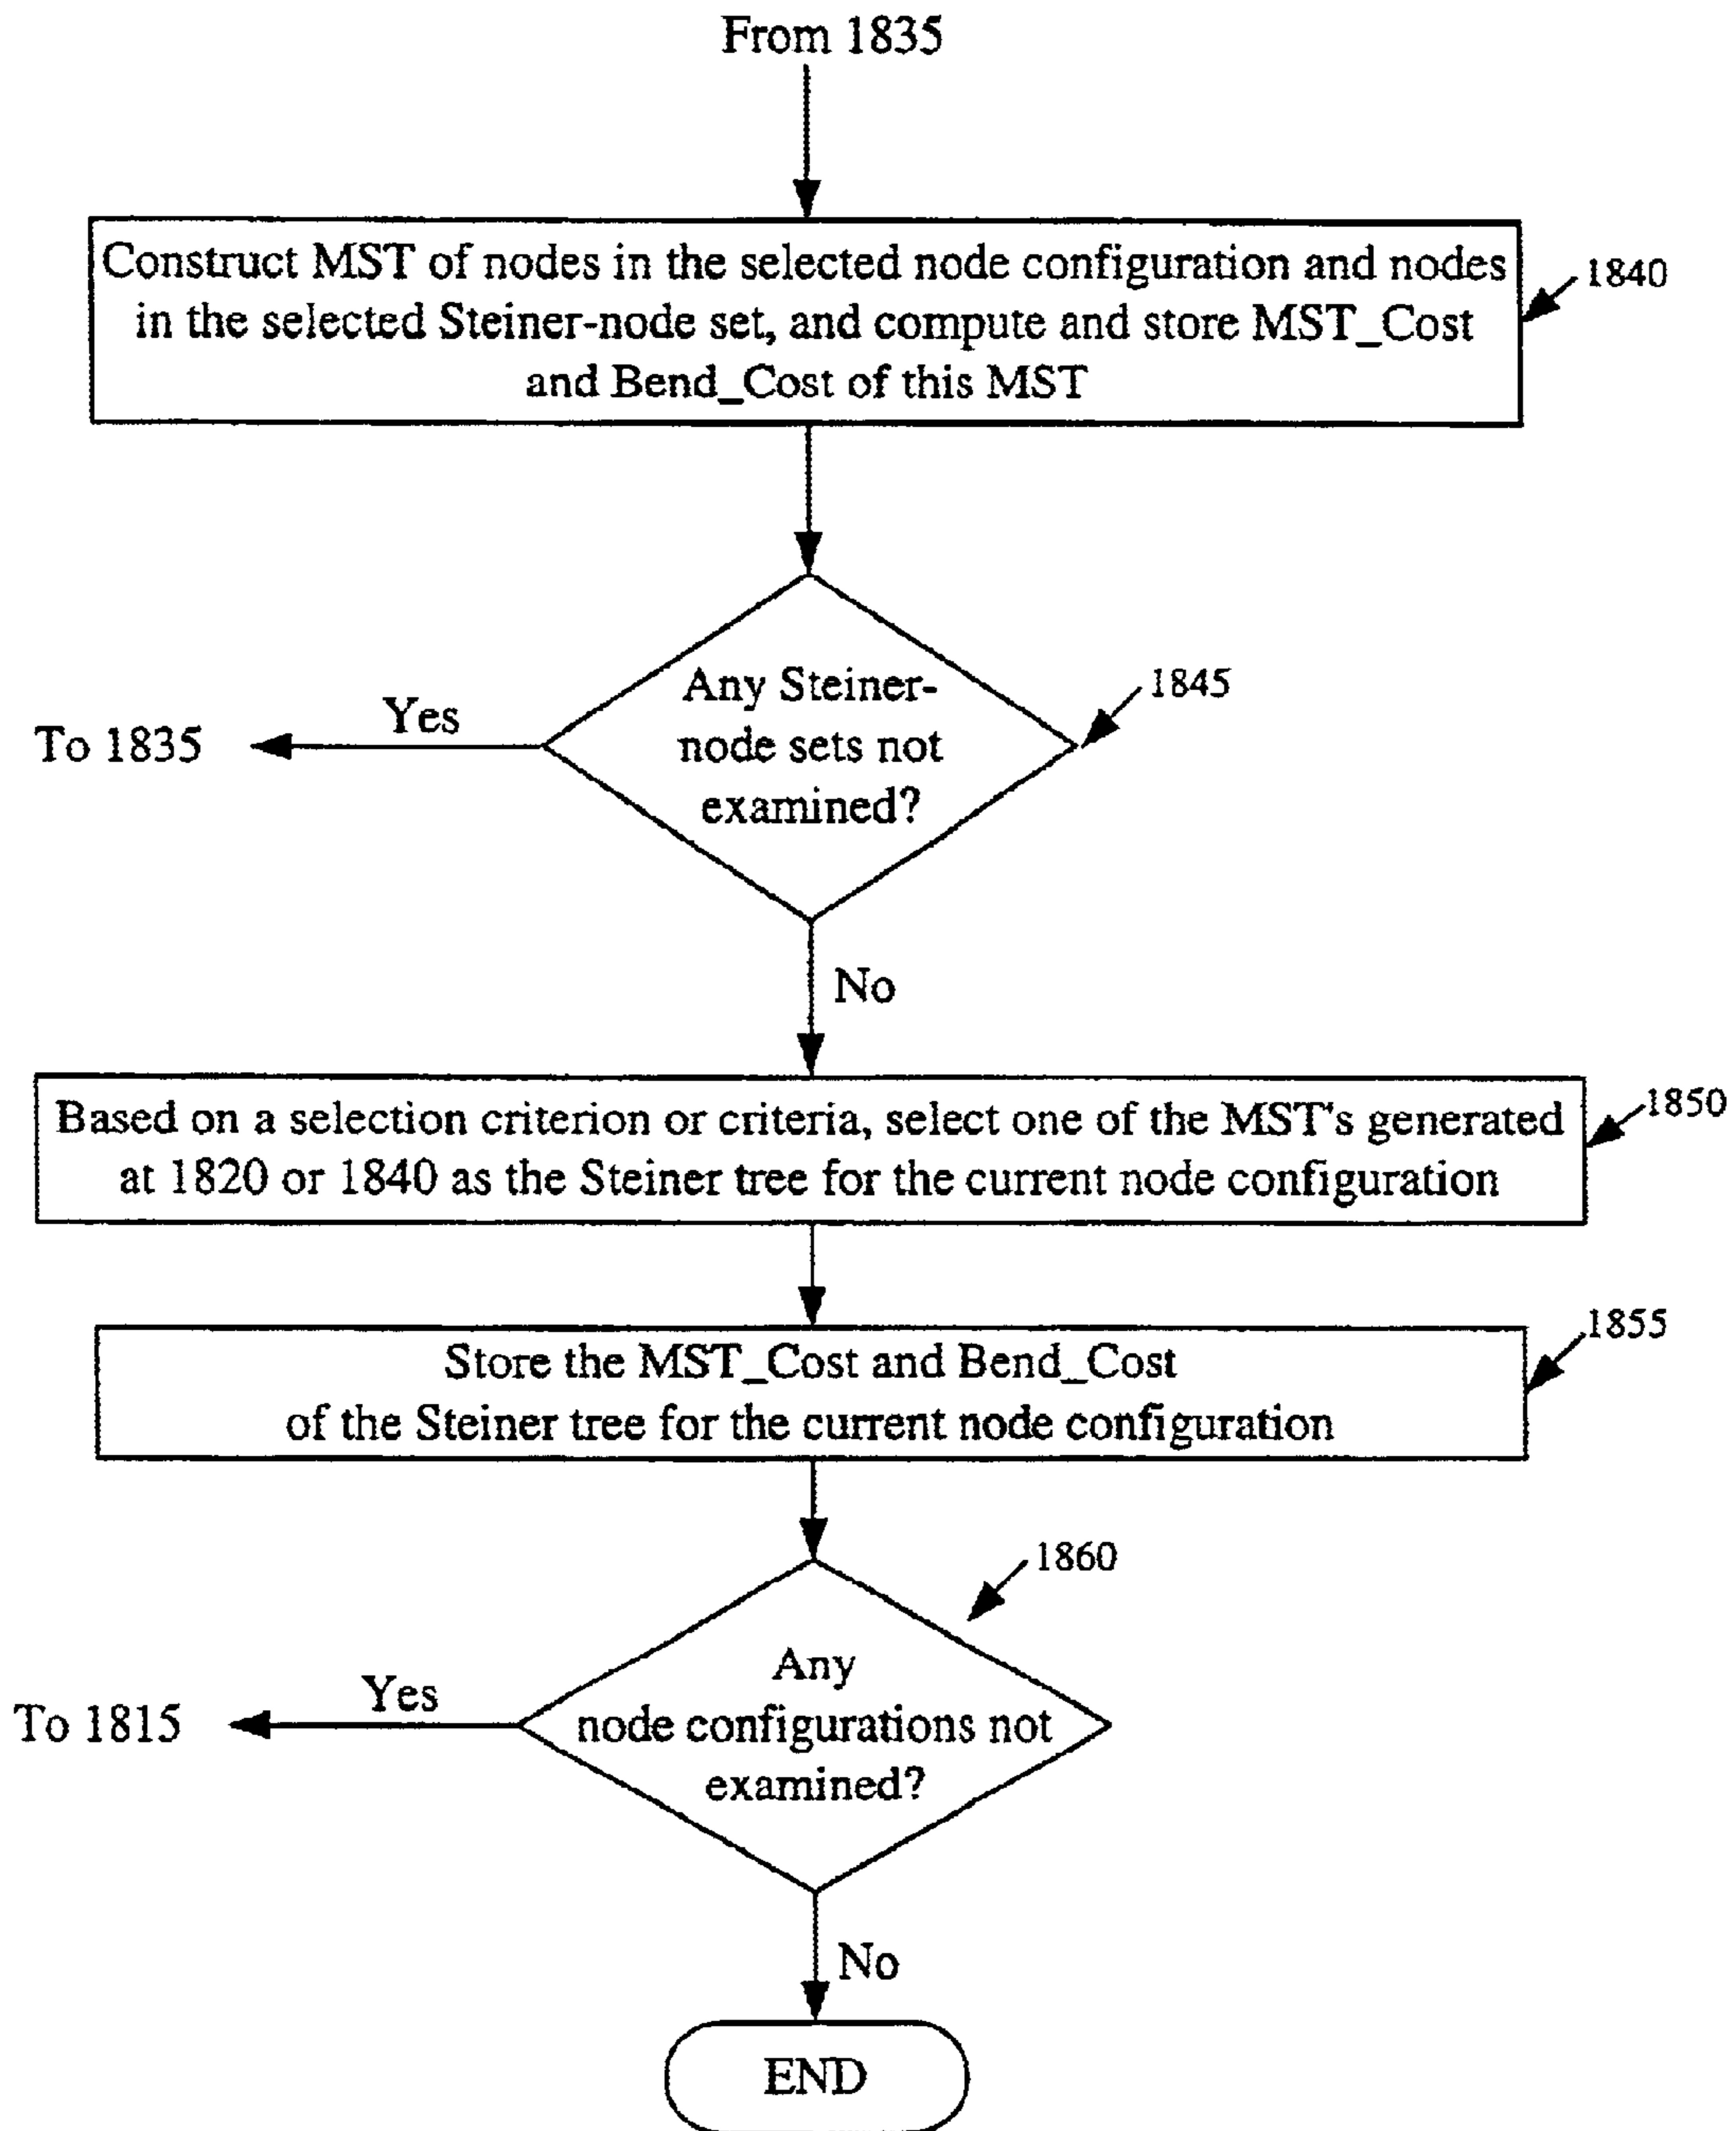 From 1835
Construct MST of nodes in the selected node configuration and nodes
in the selected Steiner-node set, and compute and store MST_Cost
and Bend_Cost of this MST
1840
Any Steiner-
node sets not
examined?
1845
Yes
To 1835
No
Based on a selection criterion or criteria, select one of the MST's generated
at 1820 or 1840 as the Steiner tree for the current node configuration
1850
Store the MST_Cost and Bend_Cost
of the Steiner tree for the current node configuration
1855
1860
Any
node configurations not
examined?
Yes
To 1815
No
END